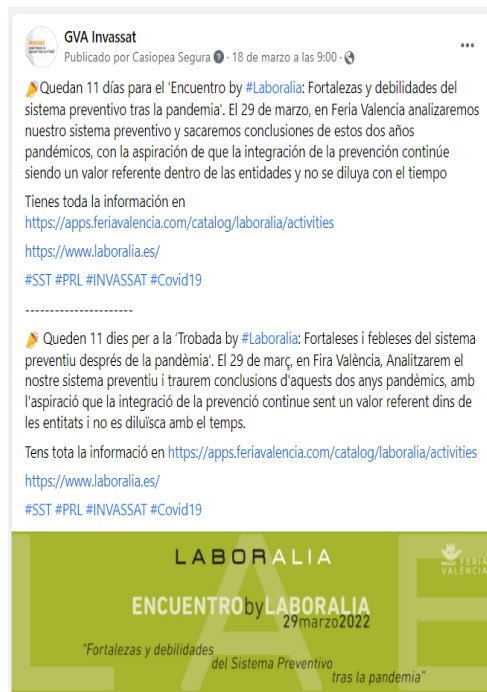 GVA Invassat
Publicado por Casiopea Segura · 18 de marzo a las 9:00 ·
Quedan 11 días para el 'Encuentro by #Laboralia: Fortalezas y debilidades del
sistema preventivo tras la pandemia'. El 29 de marzo, en Feria Valencia analizaremos
nuestro sistema preventivo y sacaremos conclusiones de estos dos años
pandémicos, con la aspiración de que la integración de la prevención continúe
siendo un valor referente dentro de las entidades y no se diluya con el tiempo
Tienes toda la información en
https://apps.feriavalencia.com/catalog/laboralia/activities
https://www.laboralia.es/
#SST #PRL #INVASSAT #Covid19
----------------------
Queden 11 dies per a la 'Trobada by #Laboralia: Fortaleses i febleses del sistema
preventiu després de la pandèmia'. El 29 de març, en Fira València, Analitzarem el
nostre sistema preventiu i traurem conclusions d'aquests dos anys pandèmics, amb
l'aspiració que la integració de la prevenció continue sent un valor referent dins de
les entitats i no es diluïsca amb el temps.
Tens tota la informació en https://apps.feriavalencia.com/catalog/laboralia/activities
https://www.laboralia.es/
#SST #PRL #INVASSAT #Covid19
LABORALIA
FERIA
VALENCIA
ENCUENTRObyLABORALIA
29marzo2022
"Fortalezas y debilidades
del Sistema Preventivo
tras la pandemia"